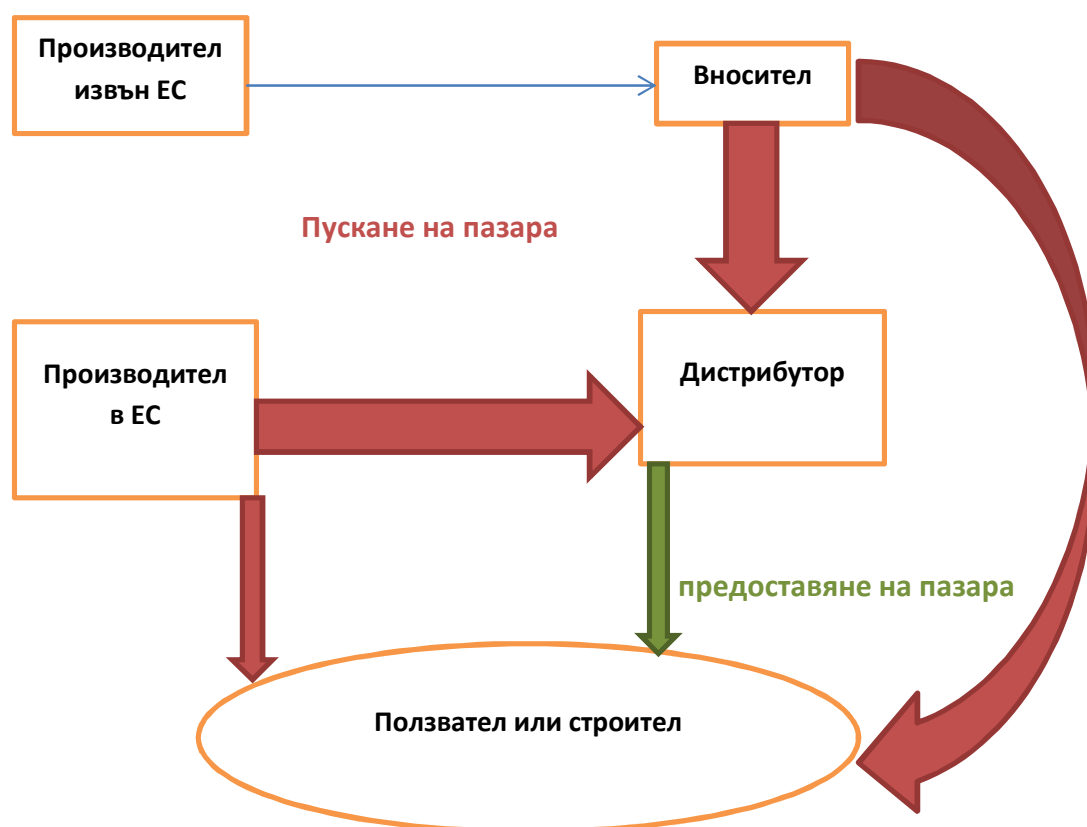 Производител
извън ЕС
Вносител
Пускане на пазара
Производител
в ЕС
Дистрибутор
предоставяне на пазара
Ползвател или строител